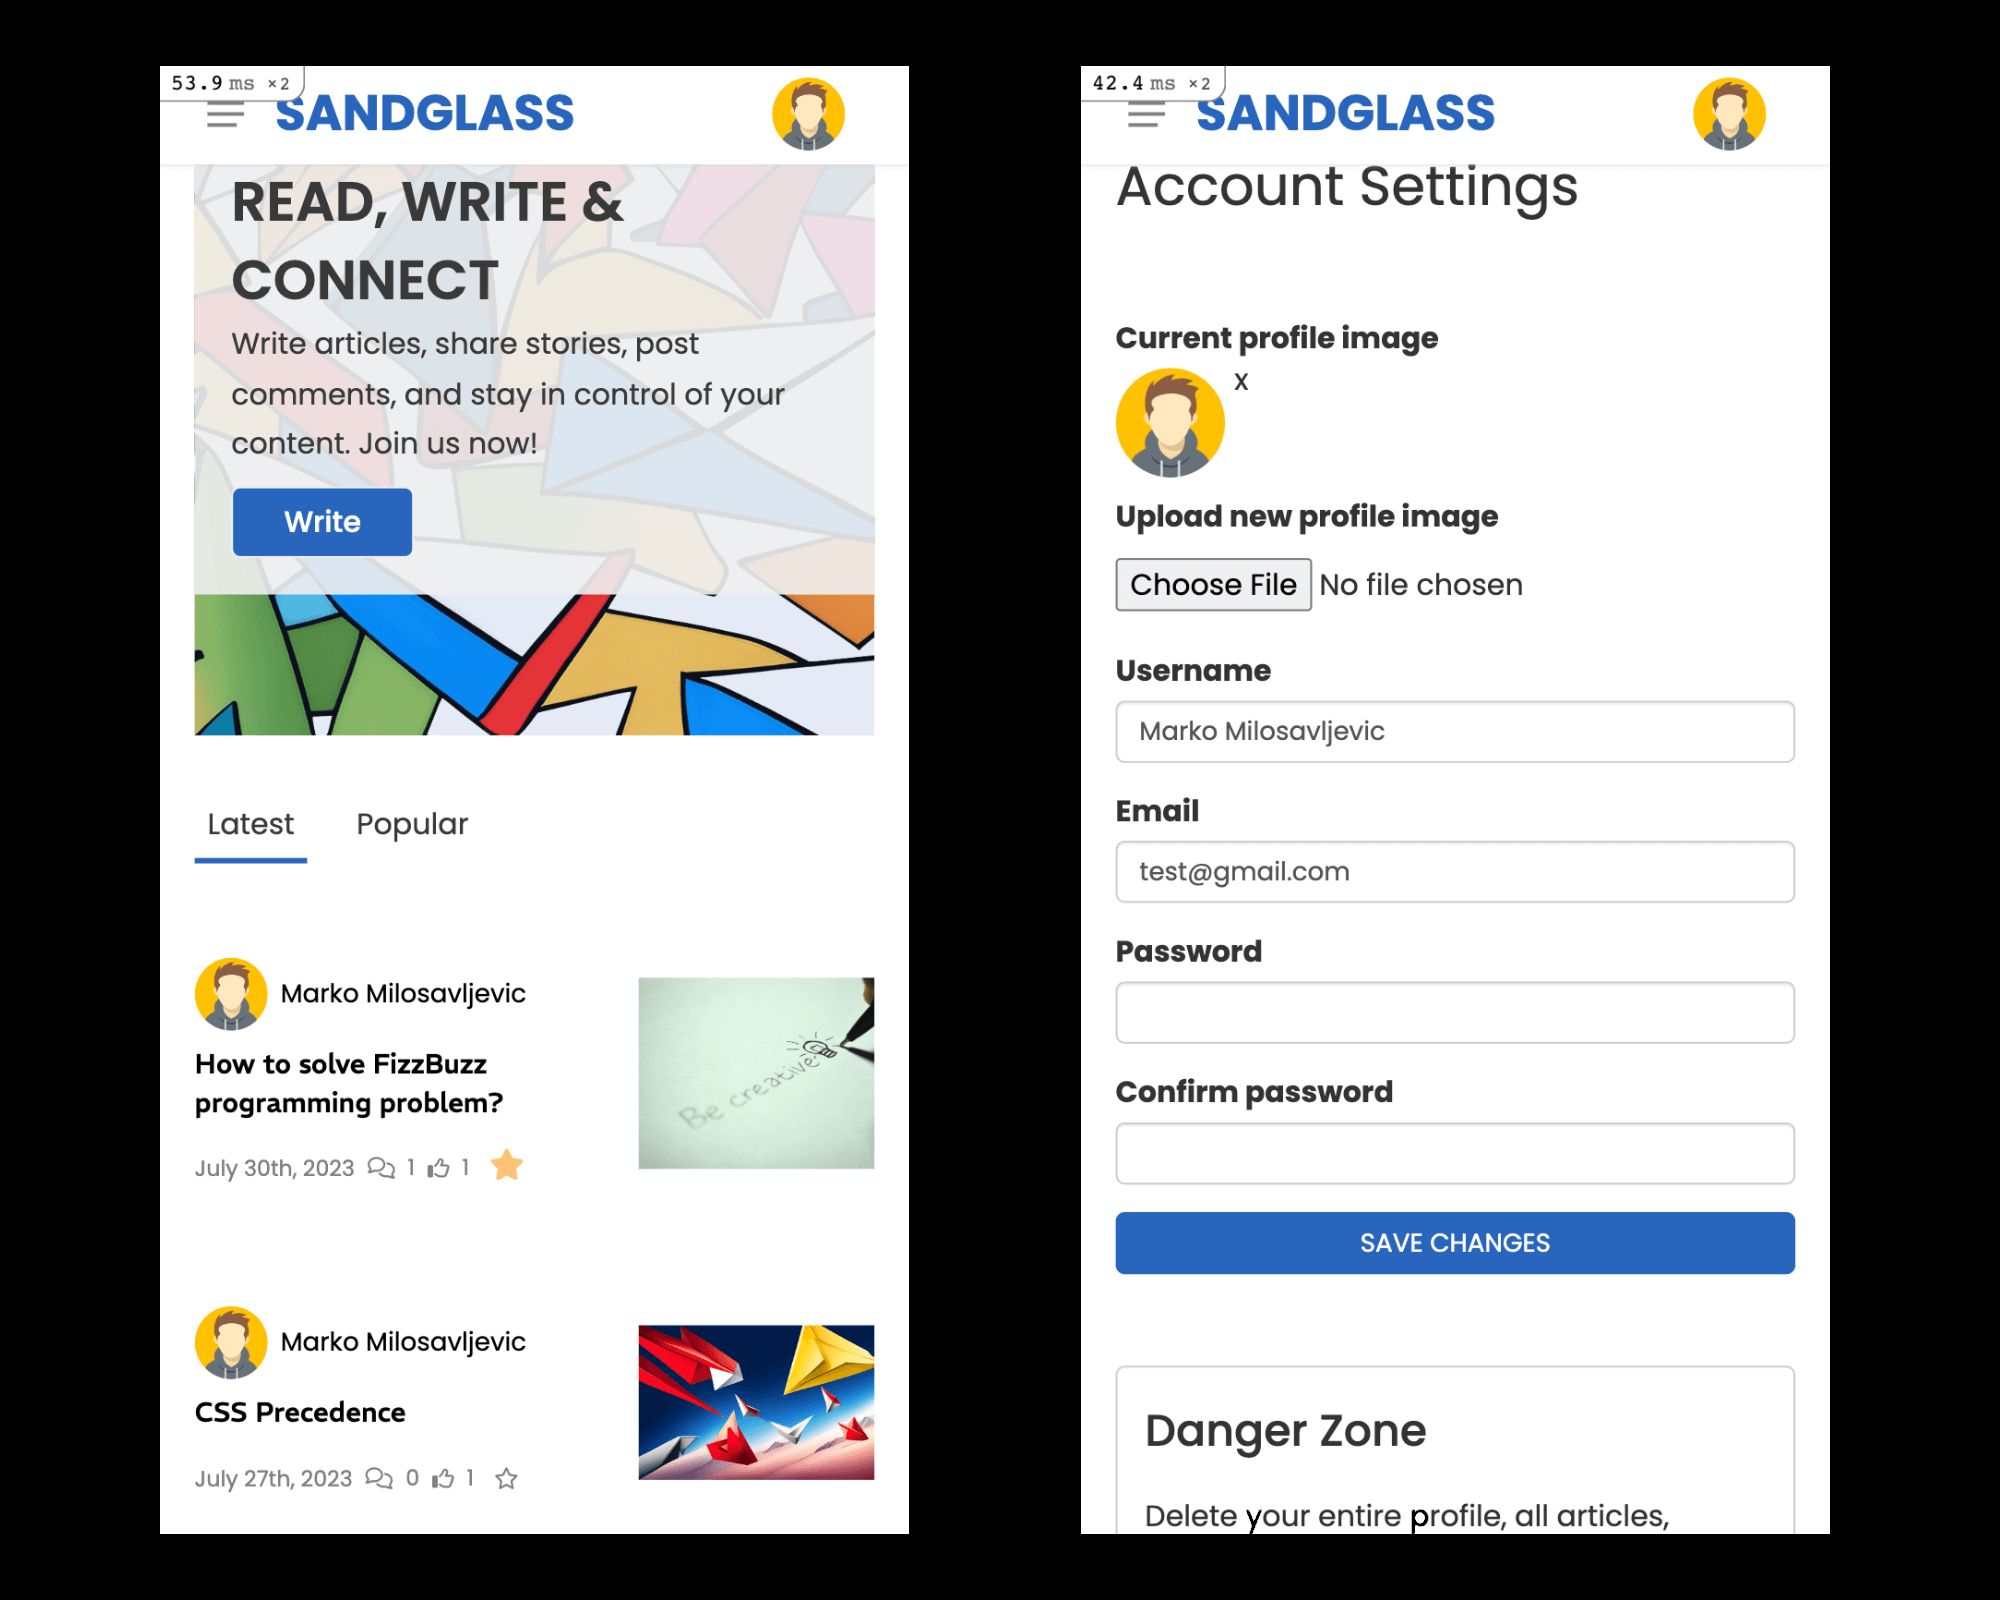 53.9 ms ×2
SANDGLASS
READ, WRITE &
CONNECT
Write articles, share stories, post
comments, and stay in control of your
content. Join us now!
Write
Latest Popular
Marko Milosavljevic
How to solve FizzBuzz
programming problem?
July 30th, 2023 1 1
Be creative
Marko Milosavljevic
CSS Precedence
July 27th, 2023 0 1
42.4 ms ×2
SANDGLASS
Account Settings
Current profile image
x
Upload new profile image
Choose File No file chosen
Username
Marko Milosavljevic
Email
test@gmail.com
Password
Confirm password
SAVE CHANGES
Danger Zone
Delete your entire profile, all articles,